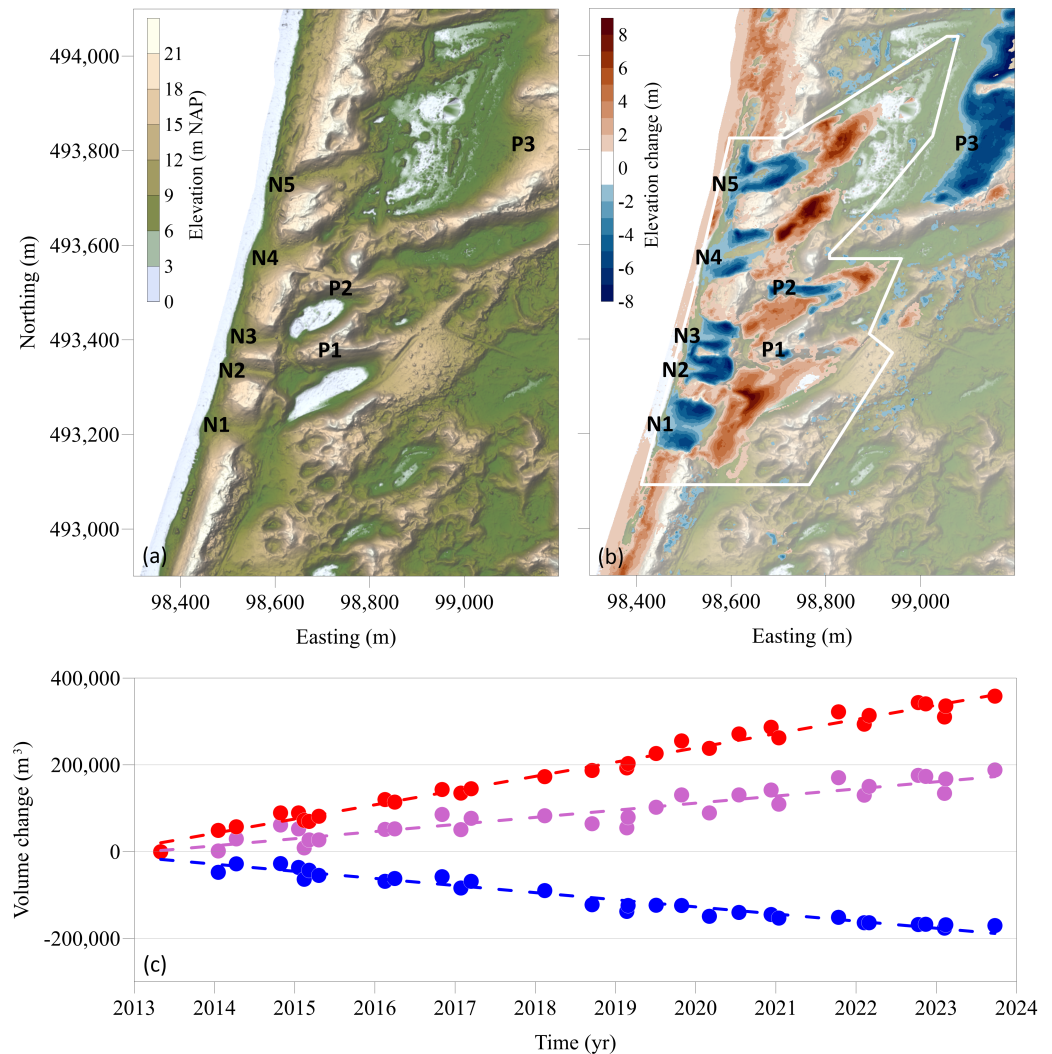 494,000
493,800
493,600
493,400
493,200
493,000
Northing (m)
21
18
15
12
9
6
3
0
Elevation (m NAP)
N5
N4
N3
N2
N1
P2
P1
P3
(a)
98,400
98,600
98,800
99,000
Easting (m)
8
6
4
2
0
-2
-4
-6
-8
Elevation change (m)
N5
N4
N3
N2
N1
P2
P1
P3
(b)
98,400
98,600
98,800
99,000
Easting (m)
400,000
200,000
0
-200,000
Volume change (m³)
(c)
2013
2014
2015
2016
2017
2018
2019
2020
2021
2022
2023
2024
Time (yr)